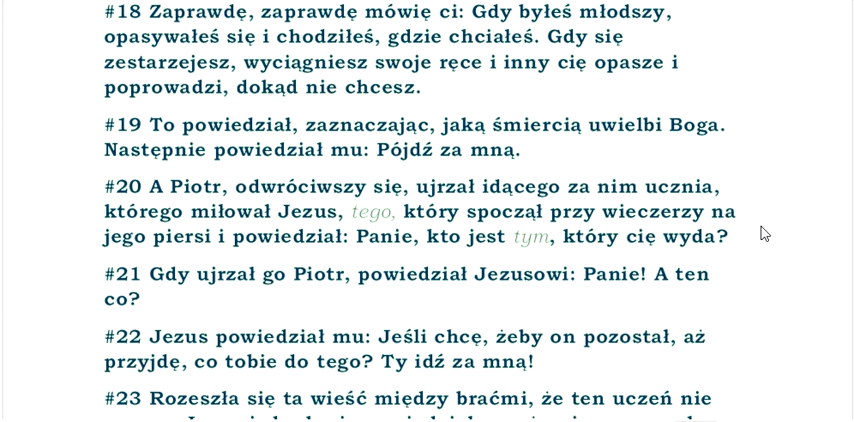 #18 Zaprawdę, zaprawdę mówię ci: Gdy byłeś młodszy,
opasywałeś się i chodziłeś, gdzie chciałeś. Gdy się
zestarzejesz, wyciągniesz swoje ręce i inny cię opasze i
poprowadzi, dokąd nie chcesz.
#19 To powiedział, zaznaczając, jaką śmiercią uwielbi Boga.
Następnie powiedział mu: Pójdź za mną.
#20 A Piotr, odwróciwszy się, ujrzał idącego za nim ucznia,
którego miłował Jezus, tego, który spoczął przy wieczerzy na
jego piersi i powiedział: Panie, kto jest tym, który cię wyda?
#21 Gdy ujrzał go Piotr, powiedział Jezusowi: Panie! A ten
co?
#22 Jezus powiedział mu: Jeśli chcę, żeby on pozostał, aż
przyjdę, co tobie do tego? Ty idź za mną!
#23 Rozeszła się ta wieść między braćmi, że ten uczeń nie